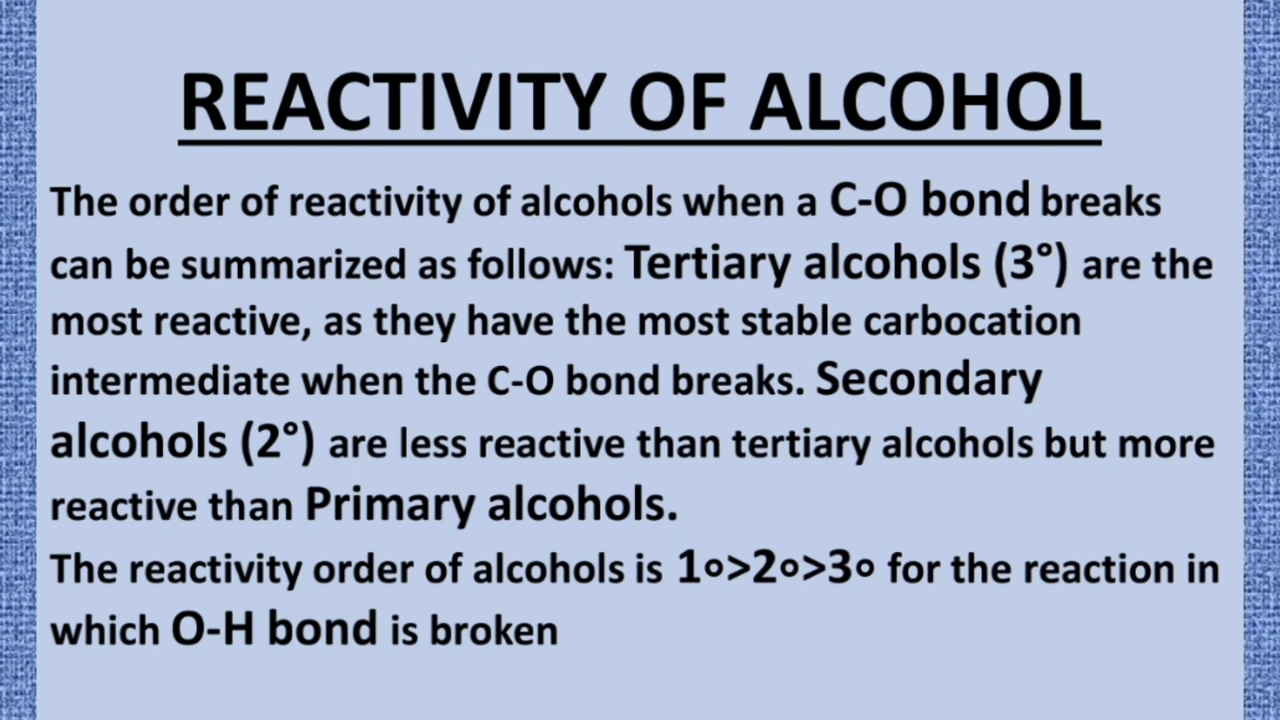 REACTIVITY OF ALCOHOL
The order of reactivity of alcohols when a C-O bond breaks
can be summarized as follows: Tertiary alcohols (3°) are the
most reactive, as they have the most stable carbocation
intermediate when the C-O bond breaks. Secondary
alcohols (2°) are less reactive than tertiary alcohols but more
reactive than Primary alcohols.
The reactivity order of alcohols is 1∘>2∘>3∘ for the reaction in
which O-H bond is broken